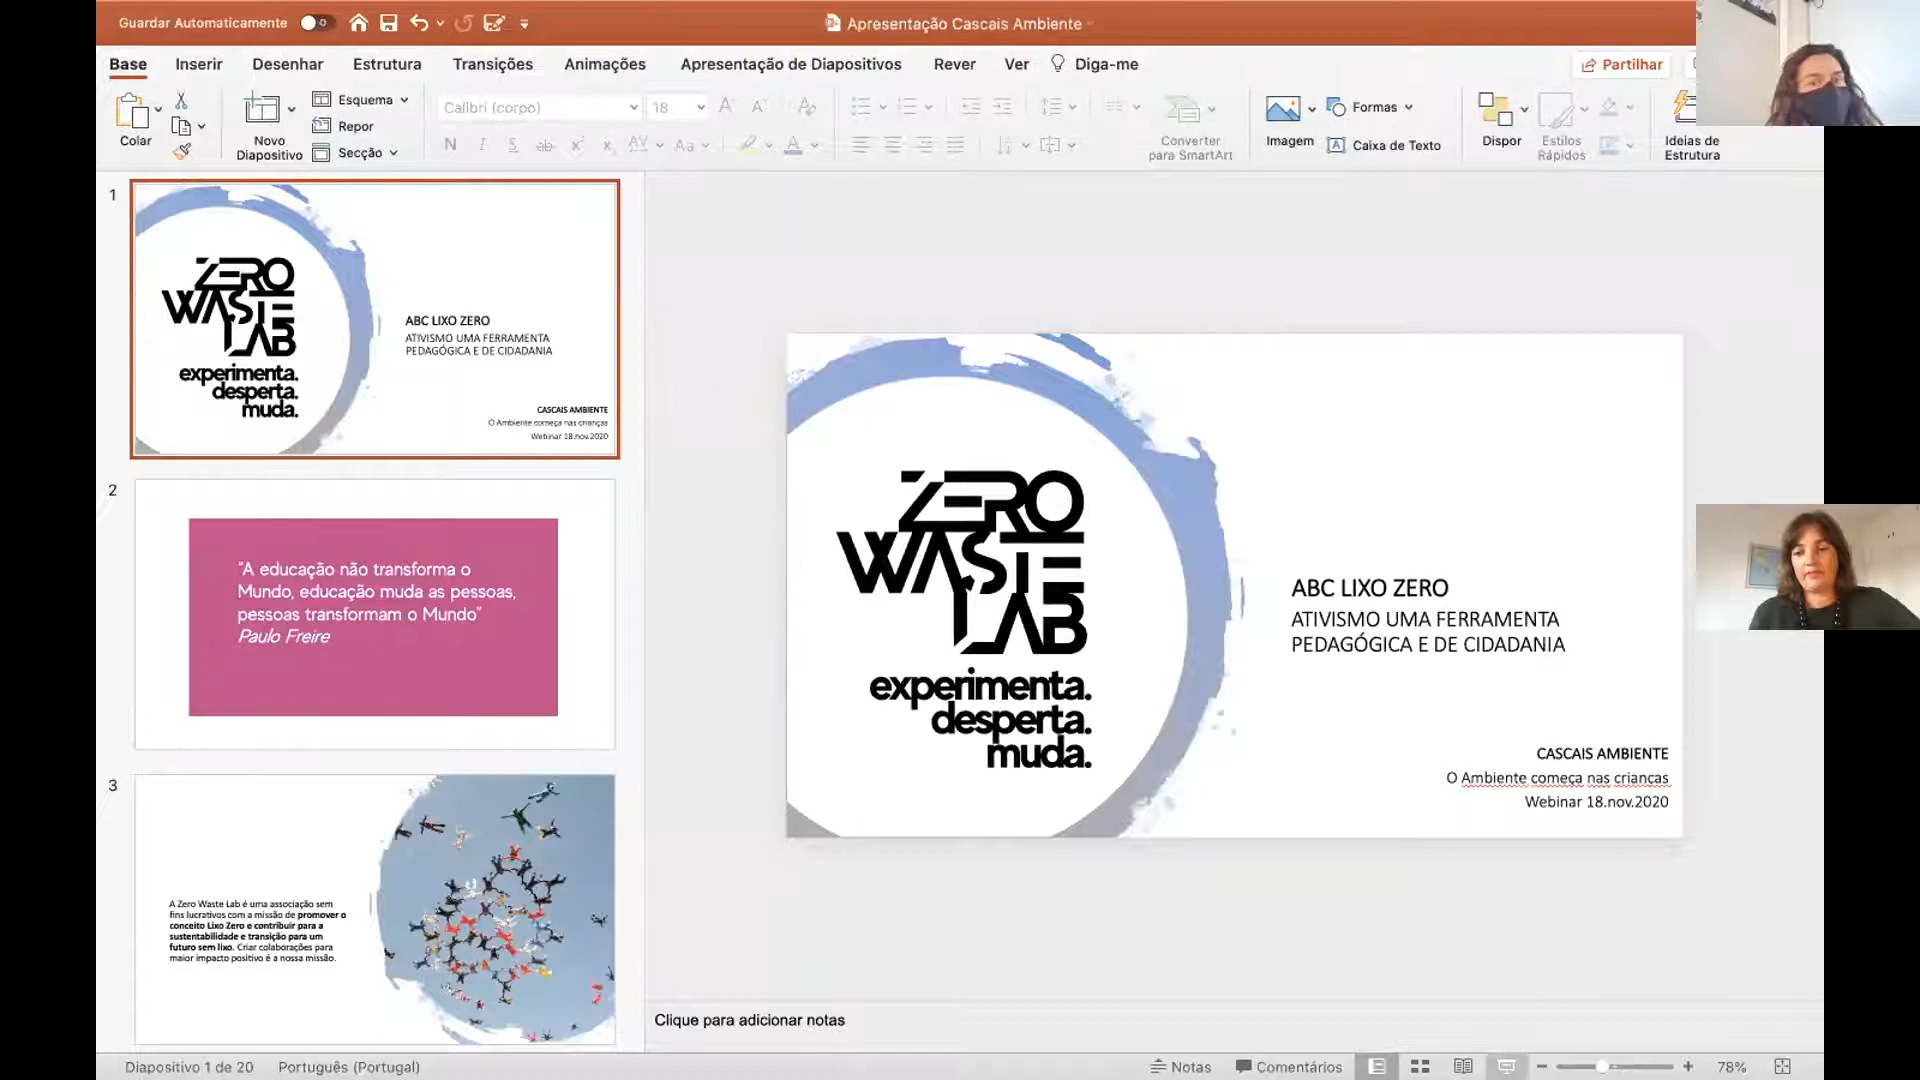 Guardar Automaticamente
Apresentação Cascais Ambiente
Base Inserir Desenhar Estrutura Transições Animações Apresentação de Diapositivos Rever Ver Diga-me
Partilhar
Colar
Novo
Diapositivo
Esquema
Repor
Secção
Calibri (corpo) 18
Converter
para SmartArt
Imagem
Formas
Caixa de Texto
Dispor
Estilos
Rápidos
Ideias de
Estrutura
1
ZERO
WASTE
LAB
experimenta.
desperta.
muda.
ABC LIXO ZERO
ATIVISMO UMA FERRAMENTA
PEDAGÓGICA E DE CIDADANIA
CASCAIS AMBIENTE
O Ambiente começa nas crianças
Webinar 18.nov.2020
2
"A educação não transforma o
Mundo, educação muda as pessoas,
pessoas transformam o Mundo"
Paulo Freire
3
A Zero Waste Lab é uma associação sem
fins lucrativos com a missão de promover o
conceito Lixo Zero e contribuir para a
sustentabilidade e transição para um
futuro sem lixo. Criar colaborações para
maior impacto positivo é a nossa missão.
ZERO
WASTE
LAB
experimenta.
desperta.
muda.
ABC LIXO ZERO
ATIVISMO UMA FERRAMENTA
PEDAGÓGICA E DE CIDADANIA
CASCAIS AMBIENTE
O Ambiente começa nas crianças
Webinar 18.nov.2020
Clique para adicionar notas
Diapositivo 1 de 20 Português (Portugal)
Notas Comentários 78%